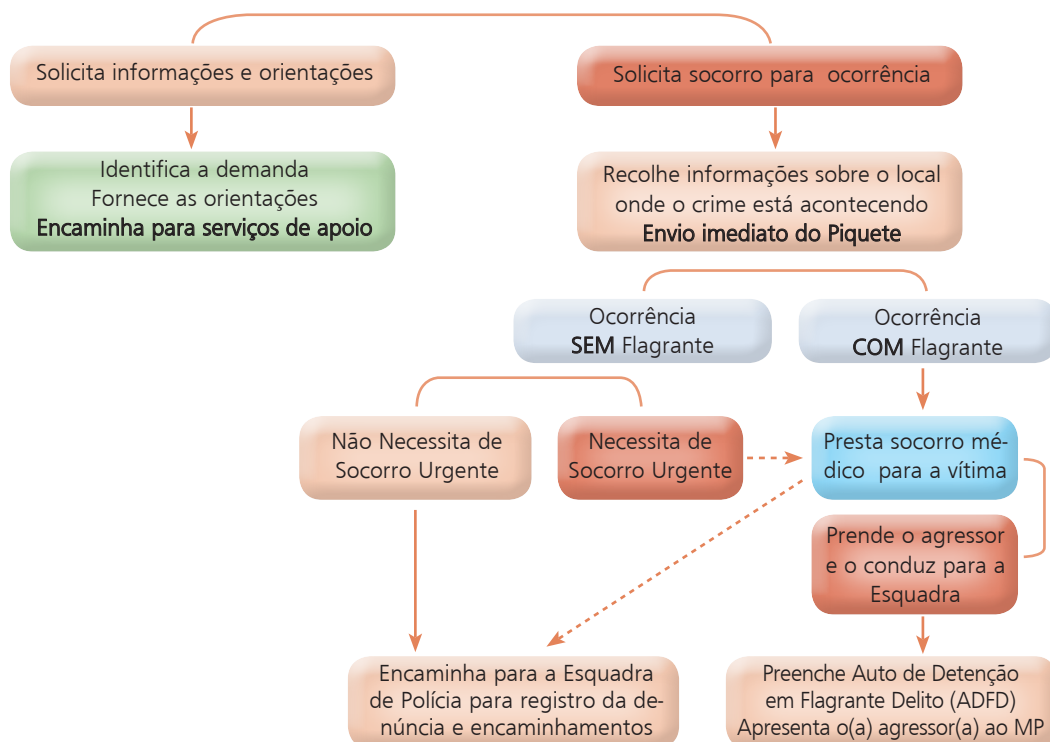 Solicita informações e orientações
Solicita socorro para ocorrência
Identifica a demanda
Fornece as orientações
Encaminha para serviços de apoio
Recolhe informações sobre o local
onde o crime está acontecendo
Envio imediato do Piquete
Ocorrência
SEM Flagrante
Ocorrência
COM Flagrante
Não Necessita de
Socorro Urgente
Necessita de
Socorro Urgente
Presta socorro mé-
dico para a vítima
Prende o agressor
e o conduz para a
Esquadra
Encaminha para a Esquadra
de Polícia para registro da de-
núncia e encaminhamentos
Preenche Auto de Detenção
em Flagrante Delito (ADFD)
Apresenta o(a) agressor(a) ao MP